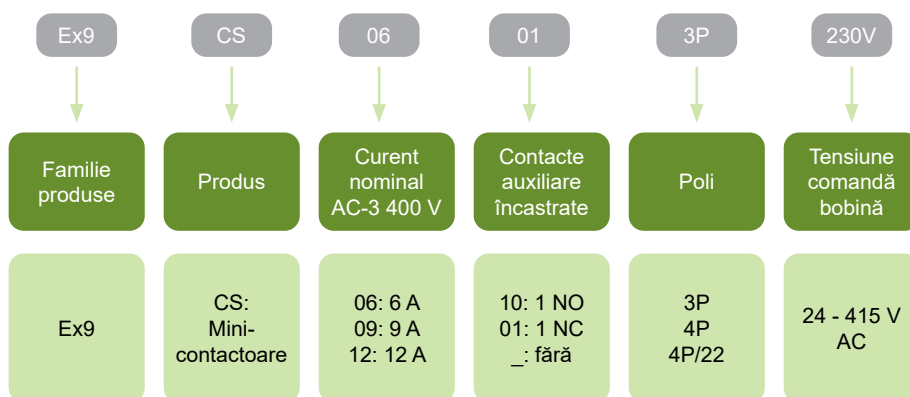 Ex9
CS
06
01
3P
230V
Familie
produse
Produs
Curent
nominal
AC-3 400 V
Contacte
auxiliare
încastrate
Poli
Tensiune
comandă
bobină
Ex9
CS:
Mini-
contactoare
06: 6 A
09: 9 A
12: 12 A
10: 1 NO
01: 1 NC
_: fără
3P
4P
4P/22
24 - 415 V
AC